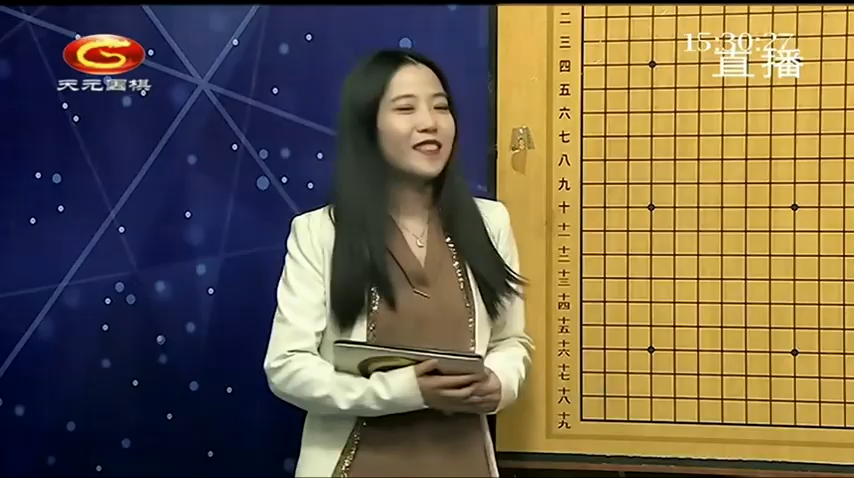 天元围棋
15:30:27
直播
二
三
四
五
六
七
八
九
十
十一
十二
十三
十四
十五
十六
十七
十八
十九